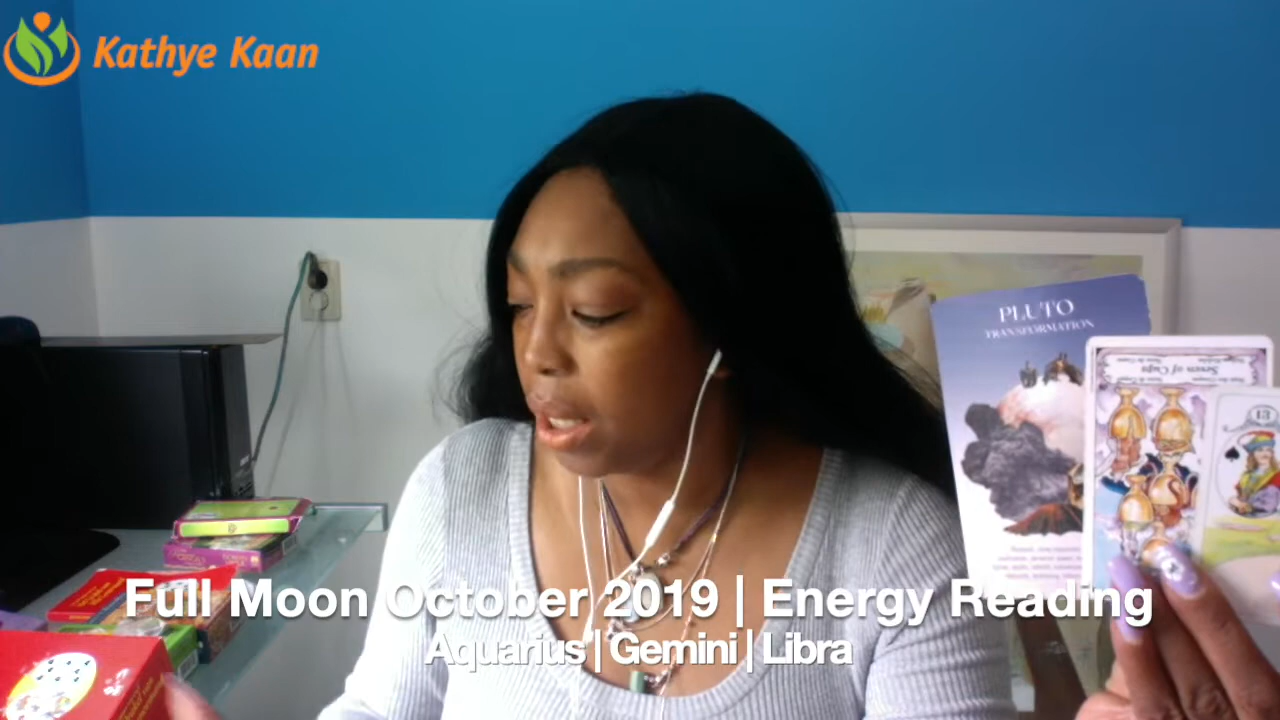 Kathye Kaan
PLUTO
TRANSFORMATION
Seven of Cups
13
Full Moon October 2019 | Energy Reading
Aquarius | Gemini | Libra